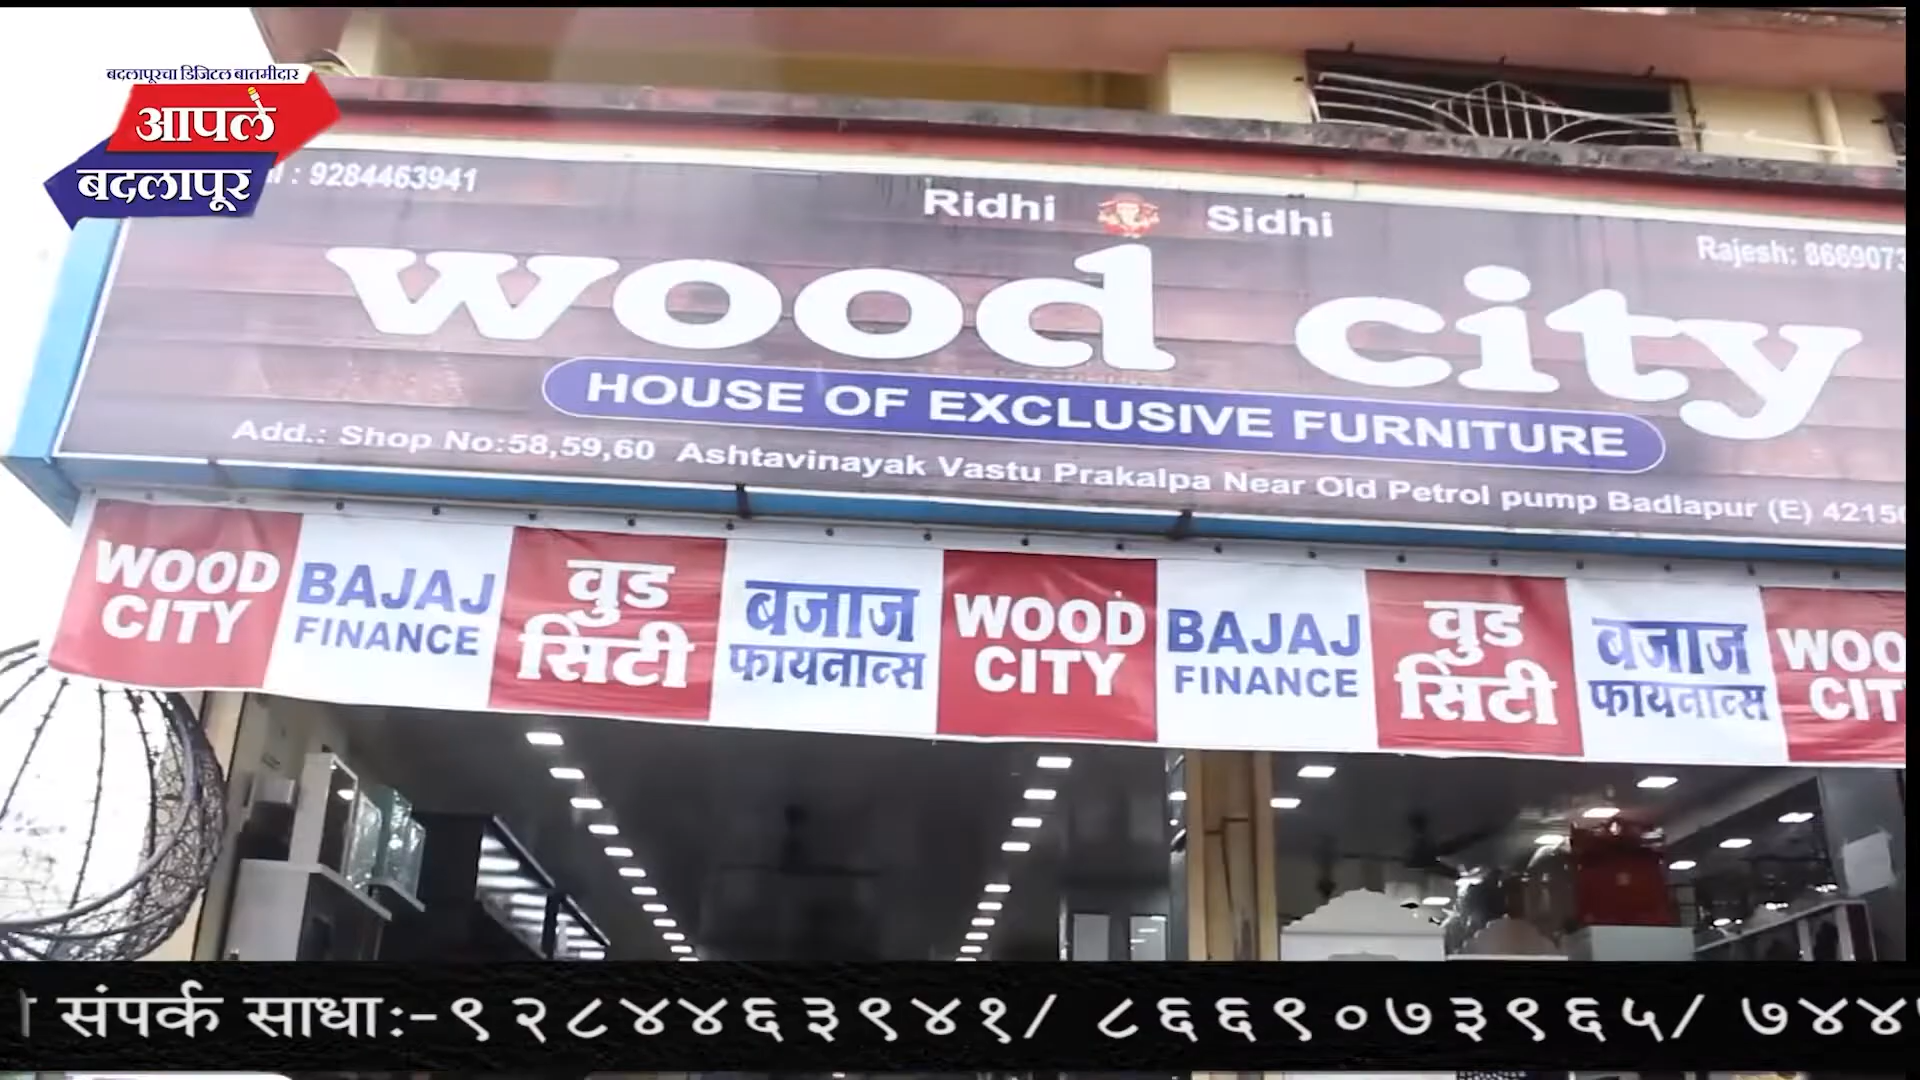 बदलापूरचा डिजिटल बातमीदार
आपले
बदलापूर
: 9284463941
Ridhi Sidhi
Rajesh: 8669073
wood city
HOUSE OF EXCLUSIVE FURNITURE
Add.: Shop No:58,59,60 Ashtavinayak Vastu Prakalpa Near Old Petrol pump Badlapur (E) 42150
WOOD CITY
BAJAJ FINANCE
वुड सिटी
बजाज फायनान्स
WOOD CITY
BAJAJ FINANCE
वुड सिटी
बजाज फायनान्स
WOO
CIT
संपर्क साधा:-९२८४४६३९४१/ ८६६९०७३९६५/ ७४४